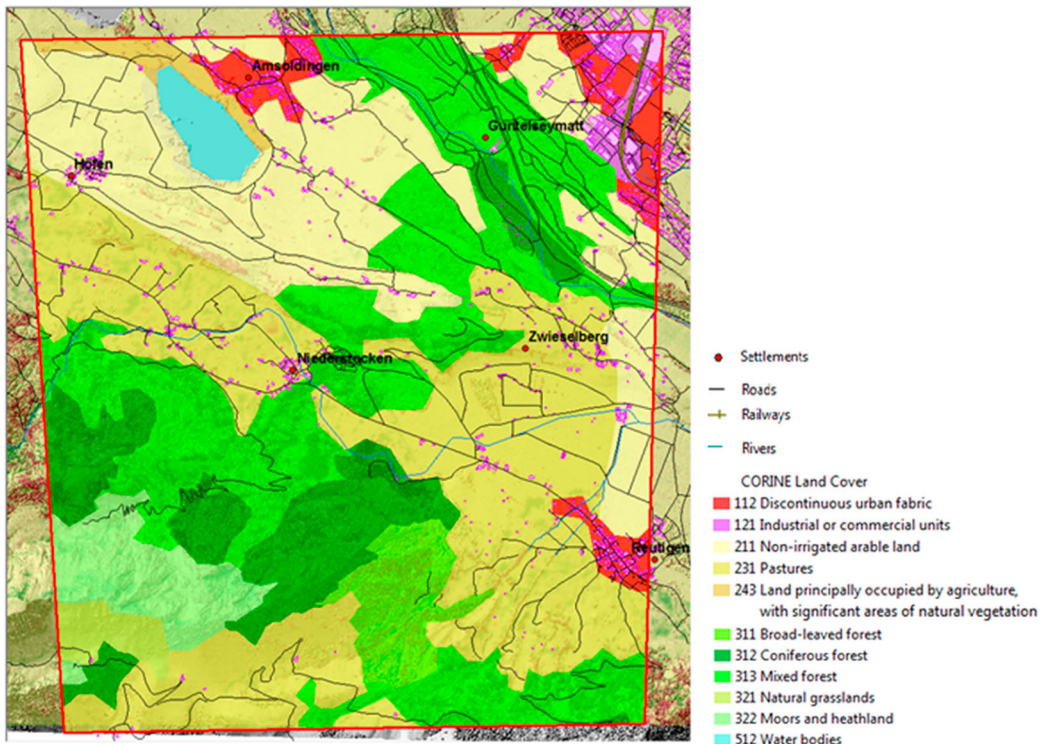 Amsoldingen
Guntelseymatt
Hofen
Zwieselberg
Niederstocken
Reutigen
Settlements
Roads
Railways
Rivers
CORINE Land Cover
112 Discontinuous urban fabric
121 Industrial or commercial units
211 Non-irrigated arable land
231 Pastures
243 Land principally occupied by agriculture,
with significant areas of natural vegetation
311 Broad-leaved forest
312 Coniferous forest
313 Mixed forest
321 Natural grasslands
322 Moors and heathland
512 Water bodies